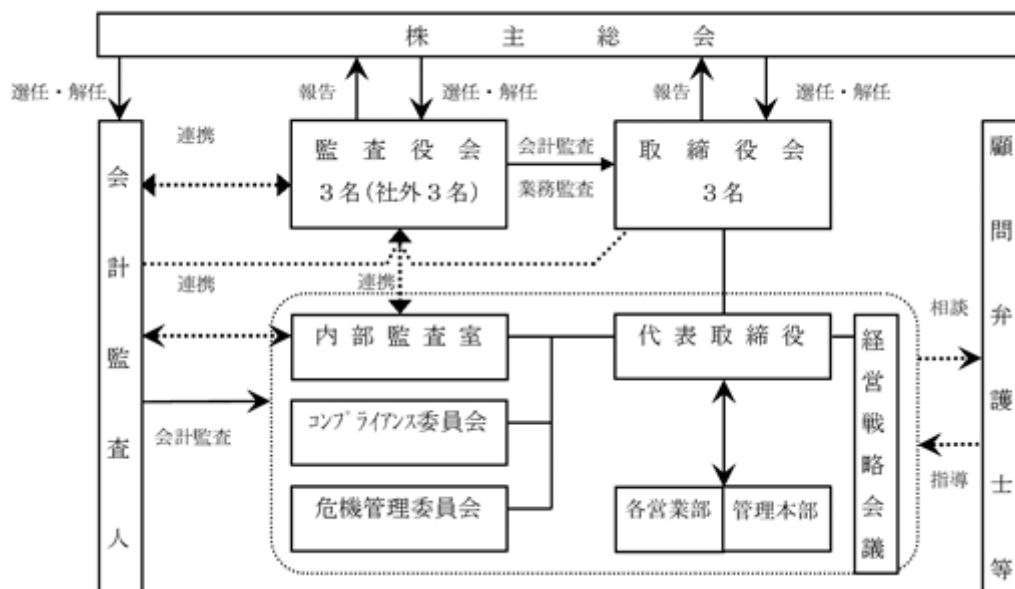 株主総会
選任・解任
報告
選任・解任
報告
選任・解任
会計監査人
連携
監査役会
3名(社外3名)
会計監査
業務監査
取締役会
3名
顧問弁護士等
連携
連携
内部監査室
代表取締役
経営戦略会議
相談
会計監査
コンプライアンス委員会
指導
危機管理委員会
各営業部
管理本部